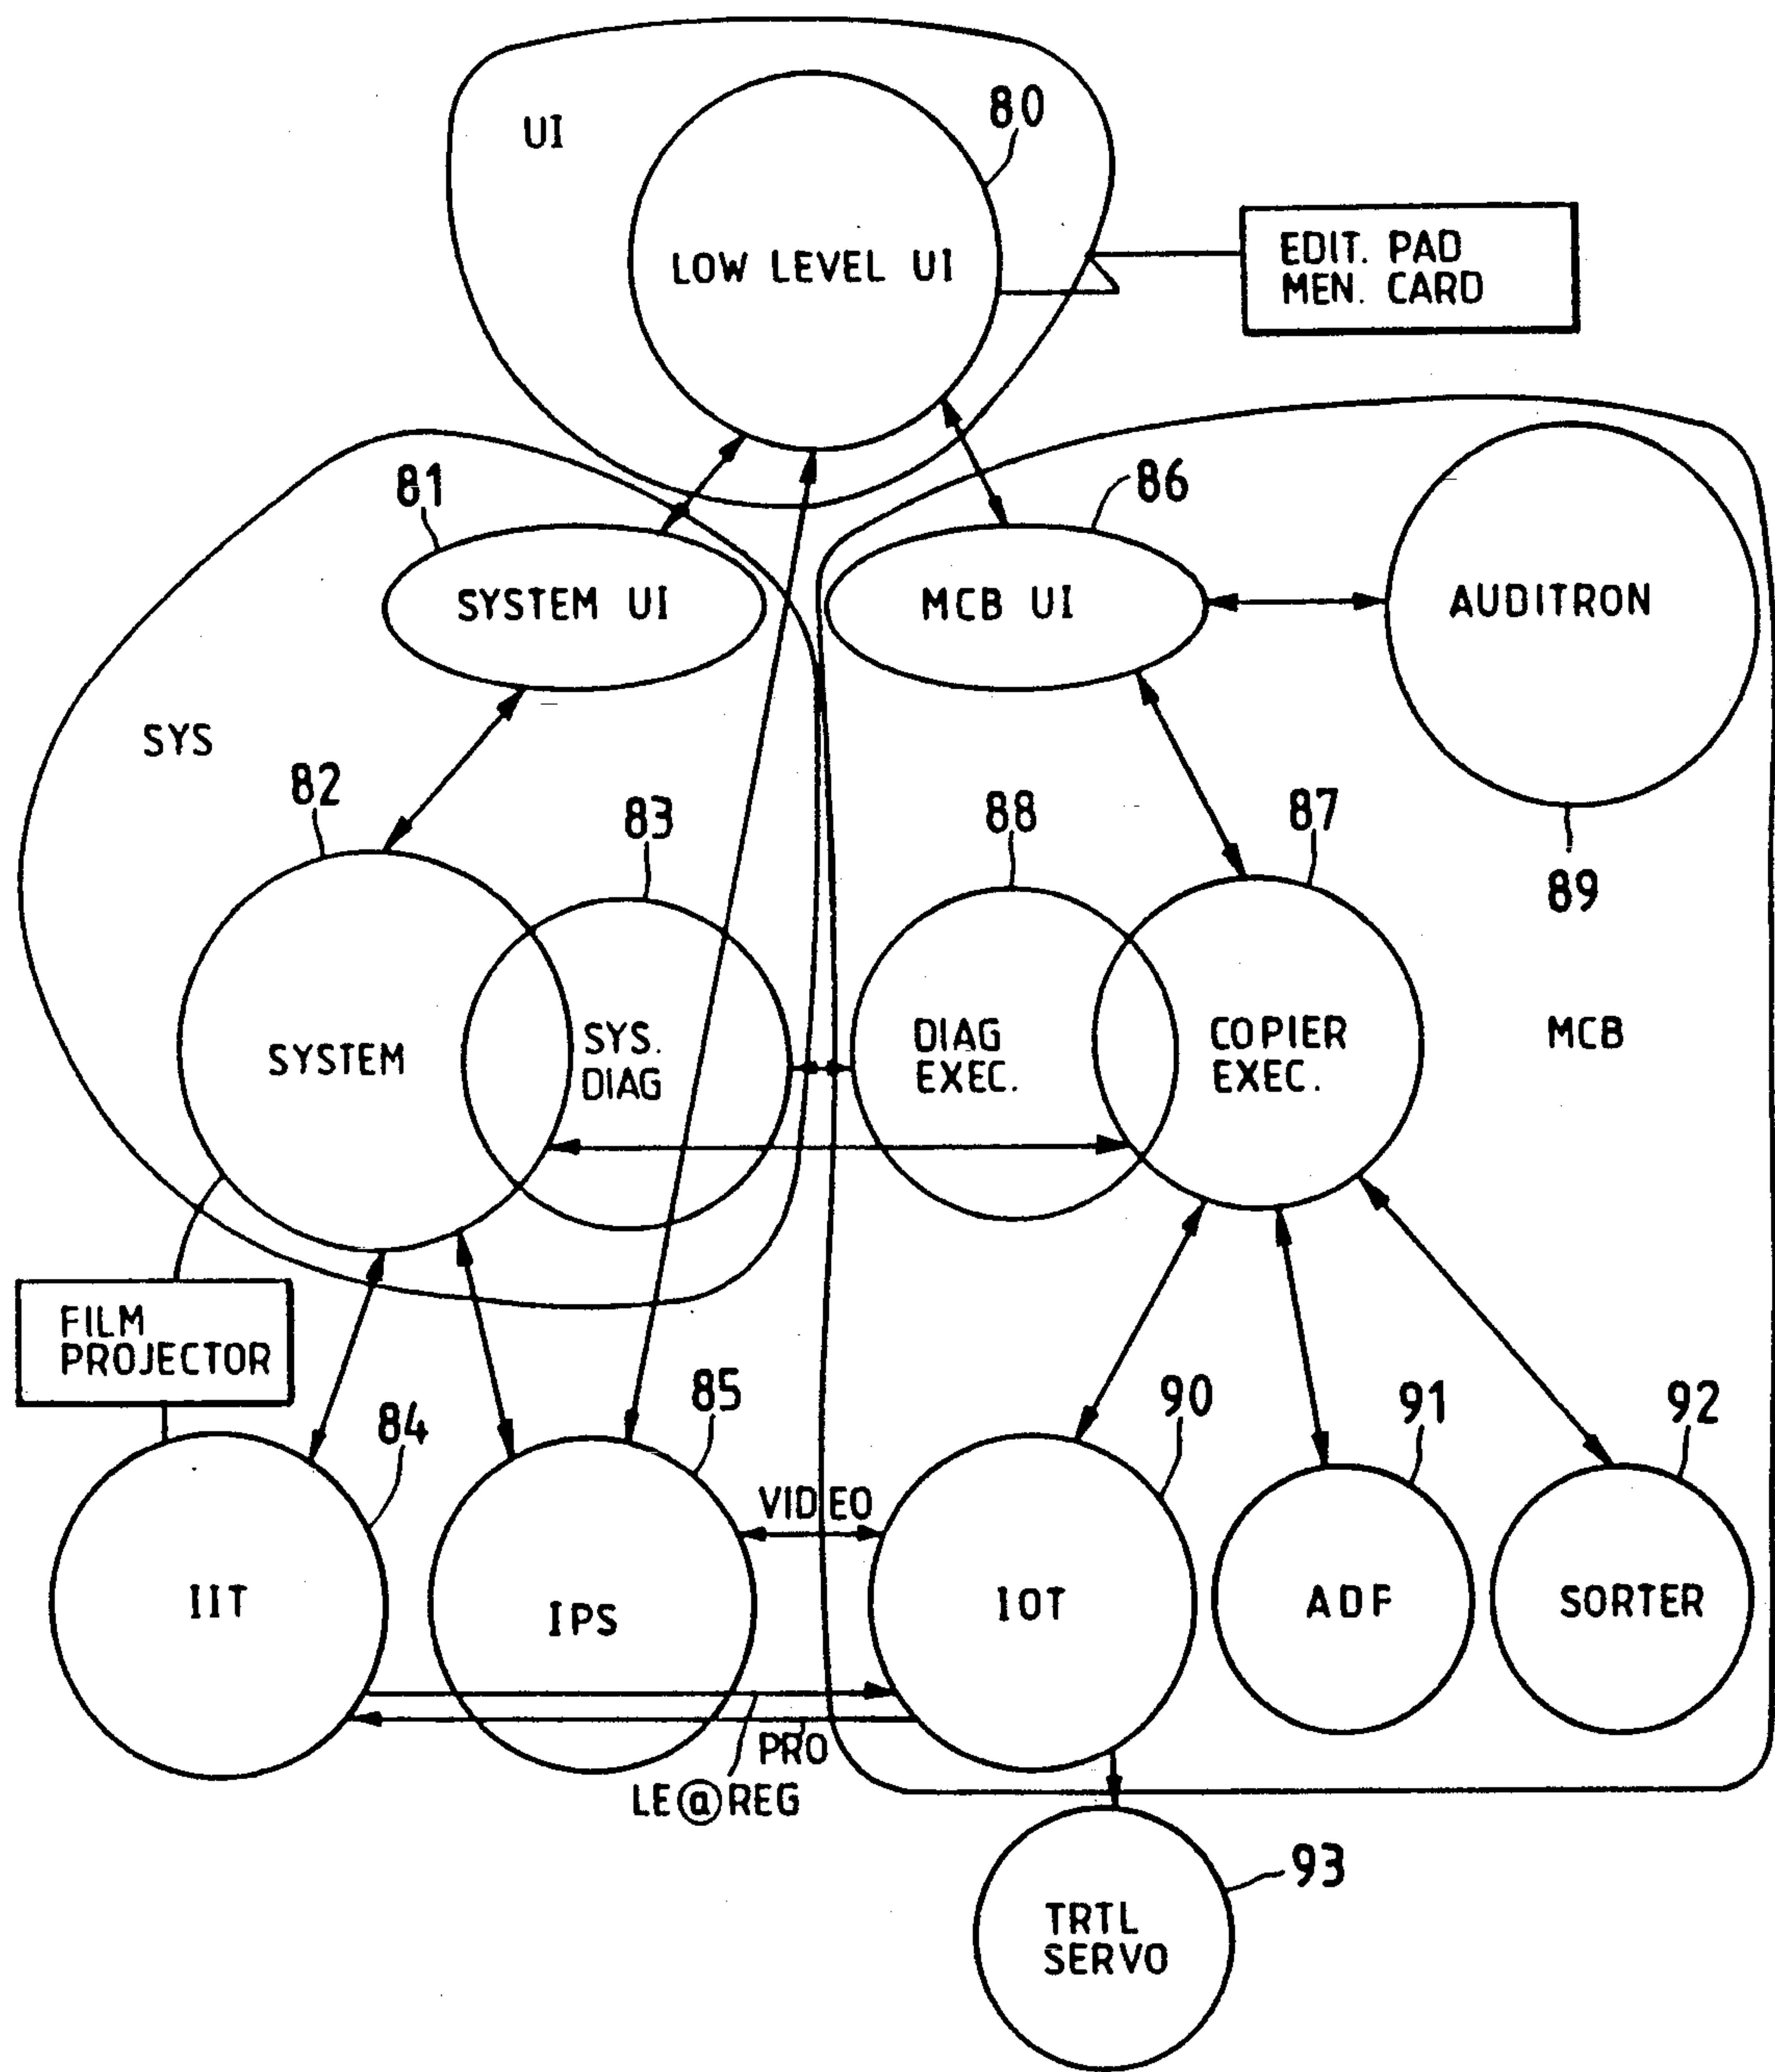 UI
80
LOW LEVEL UI
EDIT. PAD
MEN. CARD
81
86
SYSTEM UI
MCB UI
AUDITRON
SYS
82
83
88
87
89
SYSTEM
SYS.
DIAG
DIAG
EXEC.
COPIER
EXEC.
MCB
FILM
PROJECTOR
84
85
90
91
92
VIDEO
IIT
IPS
IOT
ADF
SORTER
PRO
LE@REG
93
TRTL
SERVO